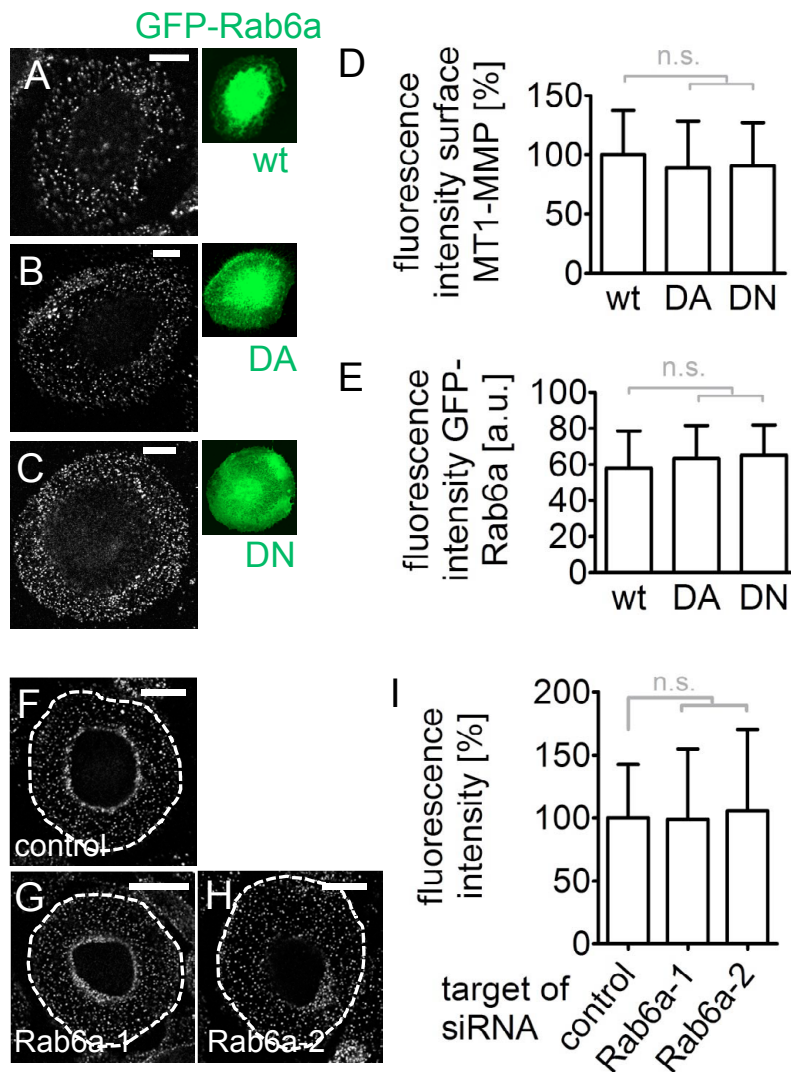 GFP-Rab6a
A
wt
B
DA
C
DN
D
n.s.
fluorescence
intensity surface
MT1-MMP [%]
150
100
50
0
wt DA DN
E
n.s.
fluorescence
intensity GFP-
Rab6a [a.u.]
100
80
60
40
20
0
wt DA DN
F
control
G
Rab6a-1
H
Rab6a-2
I
n.s.
fluorescence
intensity [%]
200
150
100
50
0
target of
siRNA
control
Rab6a-1
Rab6a-2